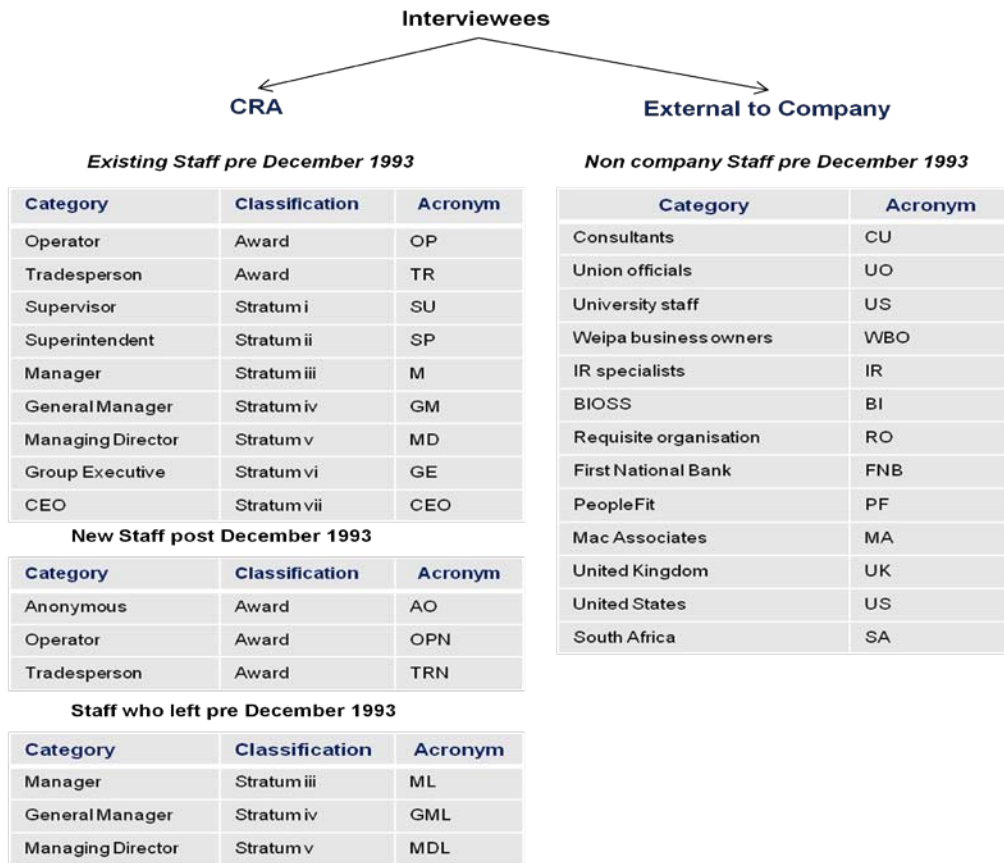 Interviewees
CRA
Existing Staff pre December 1993
Category Classification Acronym
Operator Award OP
Tradesperson Award TR
Supervisor Stratum i SU
Superintendent Stratum ii SP
Manager Stratum iii M
General Manager Stratum iv GM
Managing Director Stratum v MD
Group Executive Stratum vi GE
CEO Stratum vii CEO
New Staff post December 1993
Category Classification Acronym
Anonymous Award AO
Operator Award OPN
Tradesperson Award TRN
Staff who left pre December 1993
Category Classification Acronym
Manager Stratum iii ML
General Manager Stratum iv GML
Managing Director Stratum v MDL
External to Company
Non company Staff pre December 1993
Category Acronym
Consultants CU
Union officials UO
University staff US
Weipa business owners WBO
IR specialists IR
BIOSS BI
Requisite organisation RO
First National Bank FNB
PeopleFit PF
Mac Associates MA
United Kingdom UK
United States US
South Africa SA